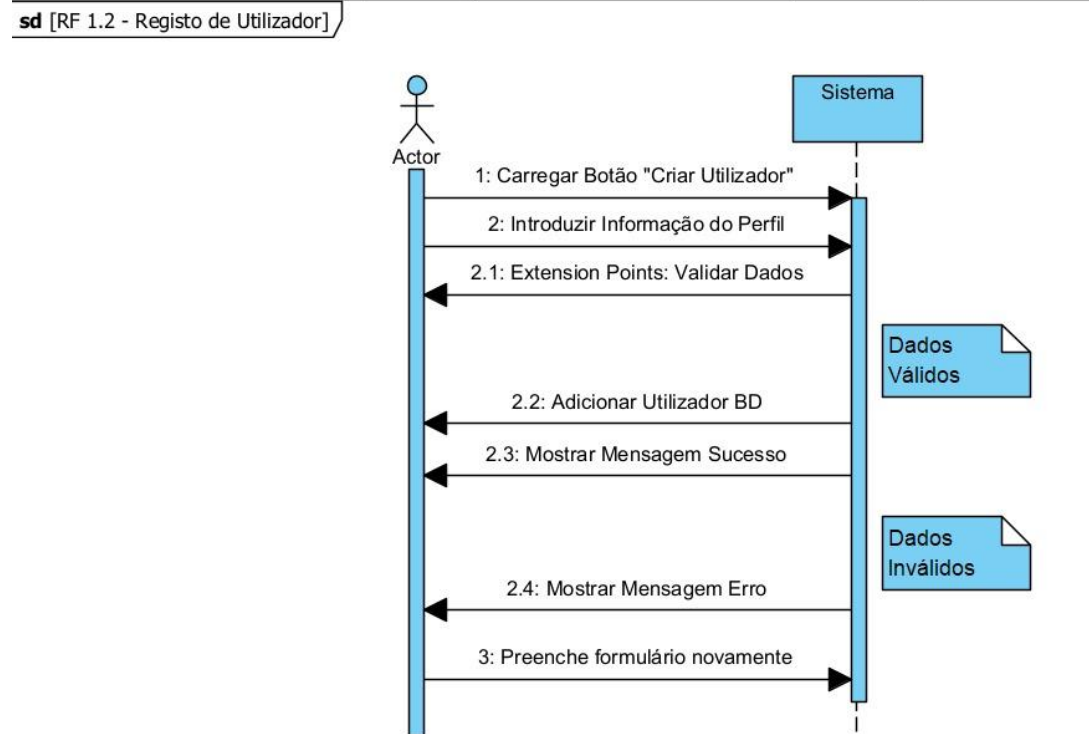 sd [RF 1.2 - Registo de Utilizador]
Sistema
Actor
1: Carregar Botão "Criar Utilizador"
2: Introduzir Informação do Perfil
2.1: Extension Points: Validar Dados
Dados
Válidos
2.2: Adicionar Utilizador BD
2.3: Mostrar Mensagem Sucesso
Dados
Inválidos
2.4: Mostrar Mensagem Erro
3: Preenche formulário novamente